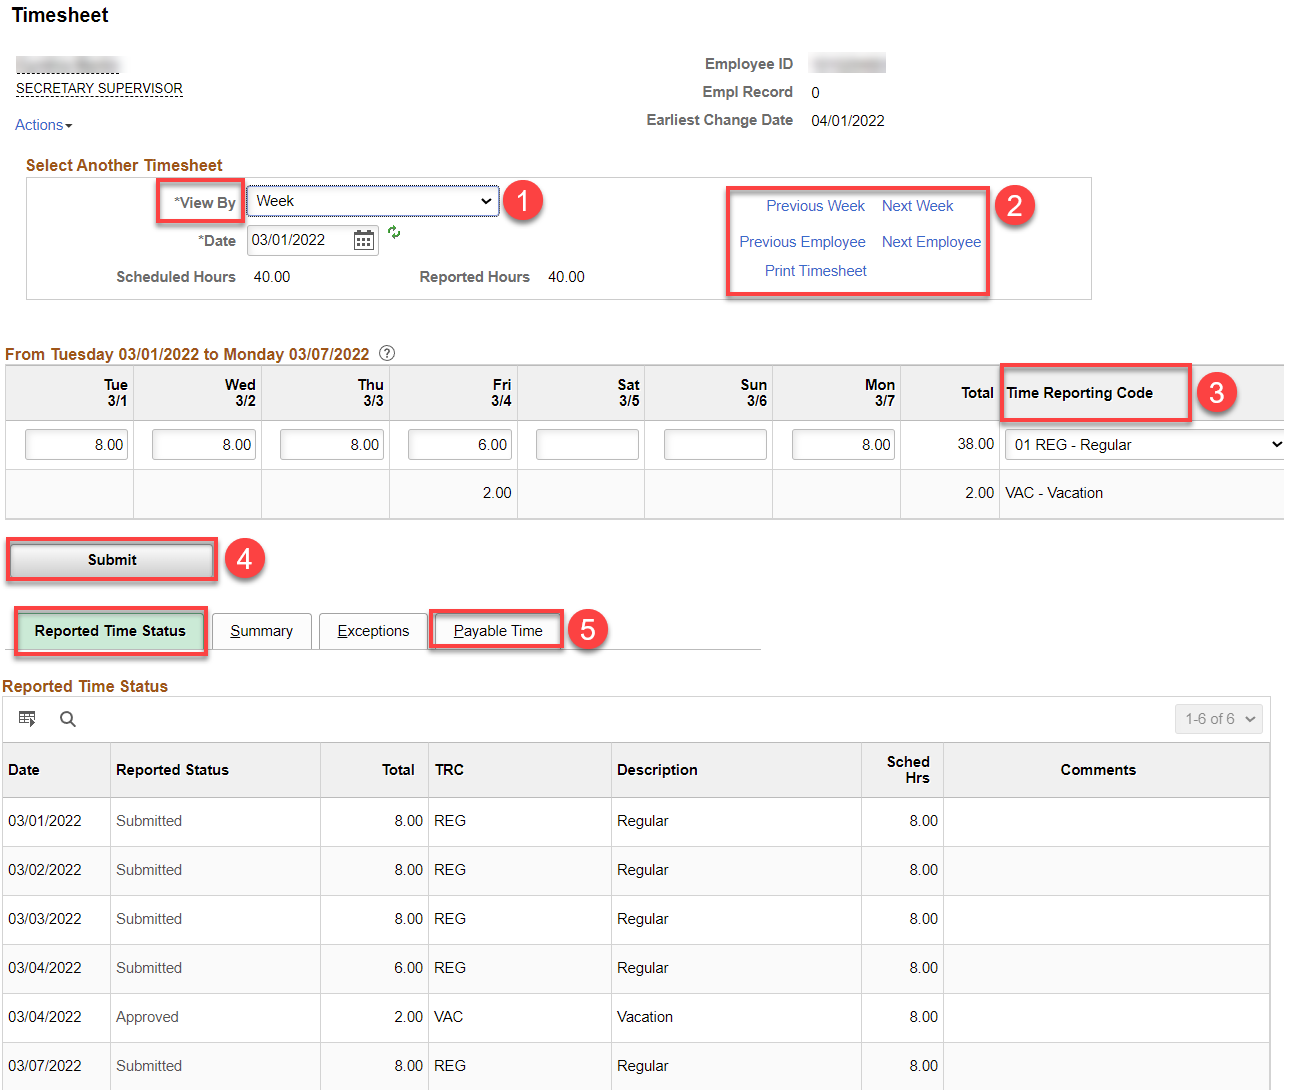 Timesheet
SECRETARY SUPERVISOR
Actions
Employee ID
Empl Record 0
Earliest Change Date 04/01/2022
Select Another Timesheet
*View By Week 1
*Date 03/01/2022
Scheduled Hours 40.00 Reported Hours 40.00
Previous Week Next Week 2
Previous Employee Next Employee
Print Timesheet
From Tuesday 03/01/2022 to Monday 03/07/2022 ?
Tue 3/1 Wed 3/2 Thu 3/3 Fri 3/4 Sat 3/5 Sun 3/6 Mon 3/7 Total Time Reporting Code 3
8.00 8.00 8.00 6.00 8.00 38.00 01 REG - Regular
2.00 2.00 VAC - Vacation
Submit 4
Reported Time Status Summary Exceptions Payable Time 5
Reported Time Status
1-6 of 6
Date Reported Status Total TRC Description Sched Hrs Comments
03/01/2022 Submitted 8.00 REG Regular 8.00
03/02/2022 Submitted 8.00 REG Regular 8.00
03/03/2022 Submitted 8.00 REG Regular 8.00
03/04/2022 Submitted 6.00 REG Regular 8.00
03/04/2022 Approved 2.00 VAC Vacation 8.00
03/07/2022 Submitted 8.00 REG Regular 8.00